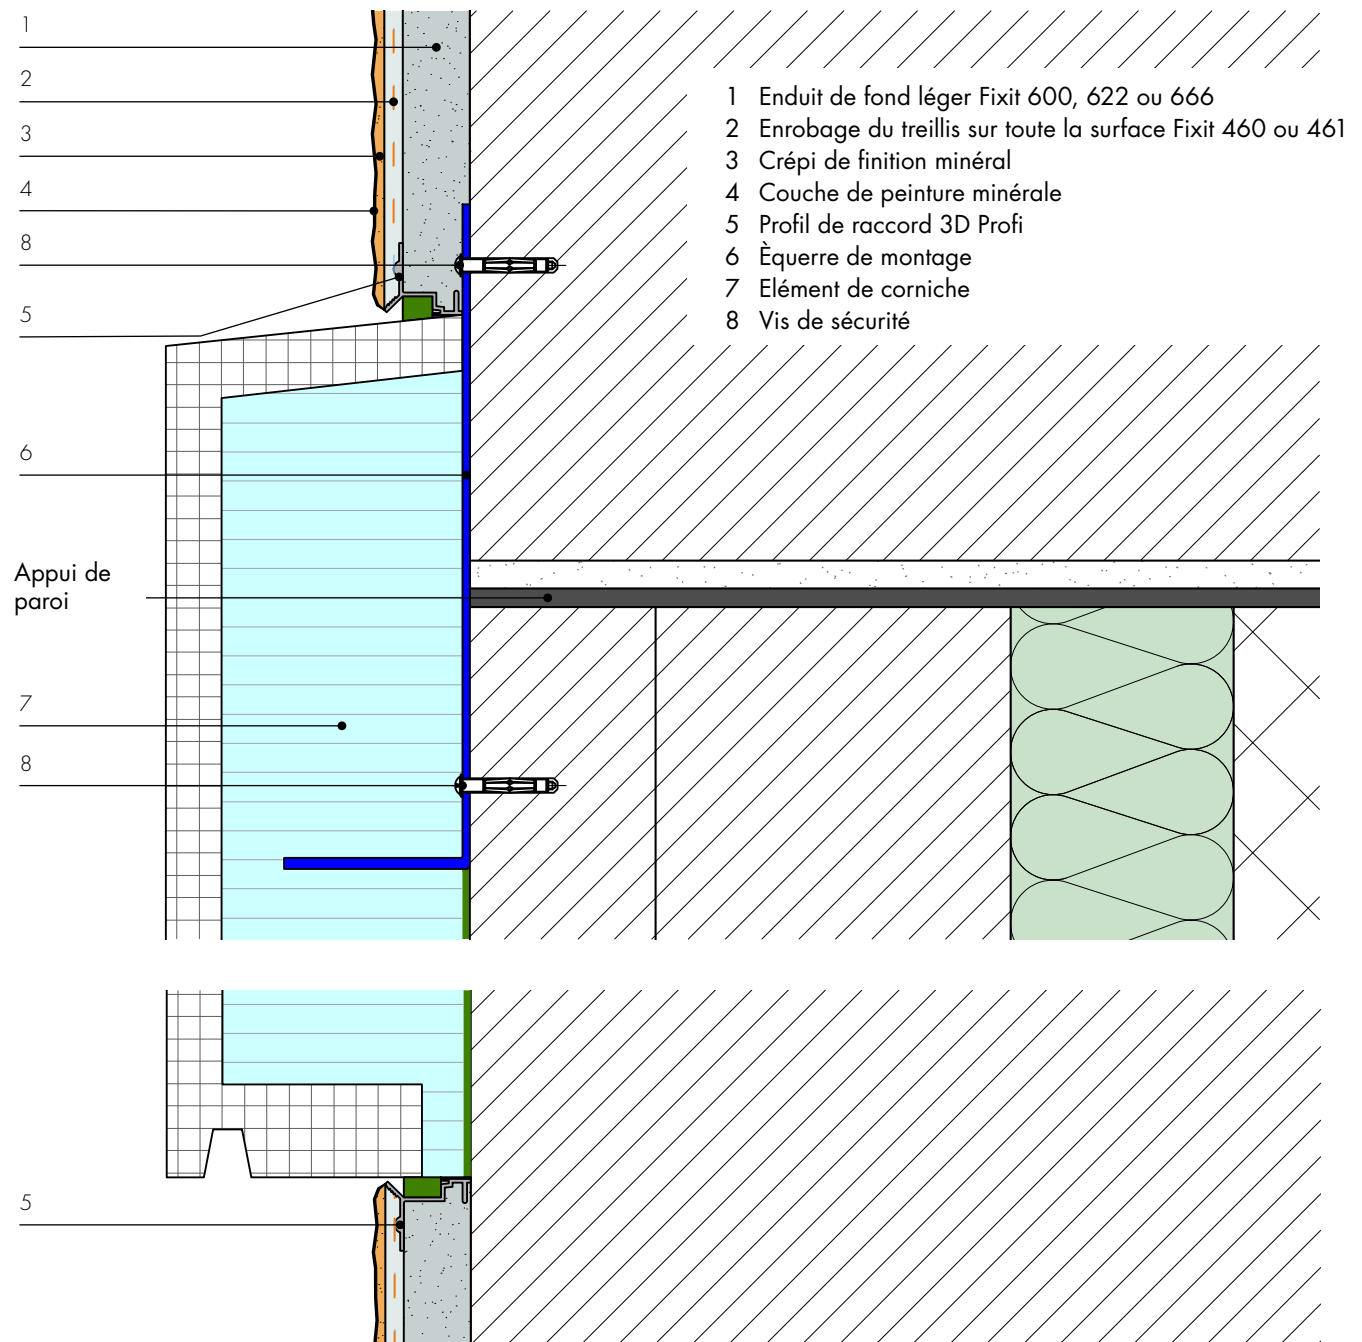 1
2
3
4
8
5
6
Appui de
paroi
7
8
5
1 Enduit de fond léger Fixit 600, 622 ou 666
2 Enrobage du treillis sur toute la surface Fixit 460 ou 461
3 Crépi de finition minéral
4 Couche de peinture minérale
5 Profil de raccord 3D Profi
6 Èquerre de montage
7 Elément de corniche
8 Vis de sécurité